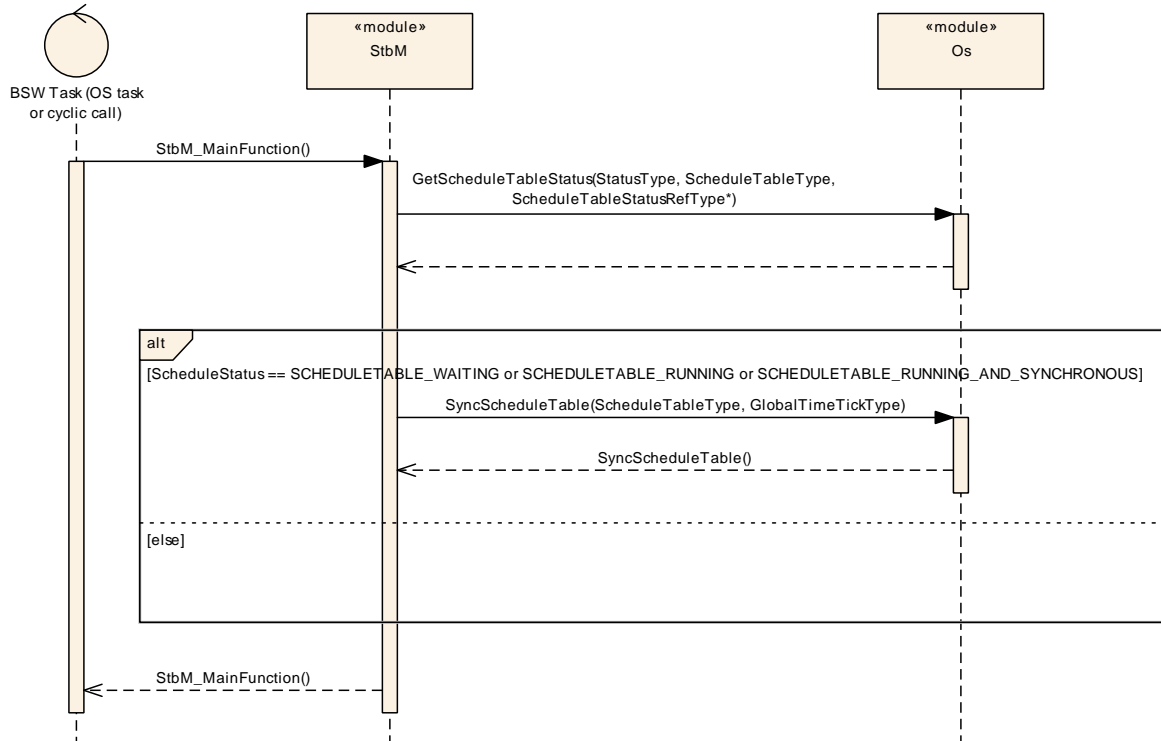 «module»
StbM
«module»
Os
BSW Task (OS task
or cyclic call)
StbM_MainFunction()
GetScheduleTableStatus(StatusType, ScheduleTableType,
ScheduleTableStatusRefType*)
alt
[ScheduleStatus == SCHEDULETABLE_WAITING or SCHEDULETABLE_RUNNING or SCHEDULETABLE_RUNNING_AND_SYNCHRONOUS]
SyncScheduleTable(ScheduleTableType, GlobalTimeTickType)
SyncScheduleTable()
[else]
StbM_MainFunction()